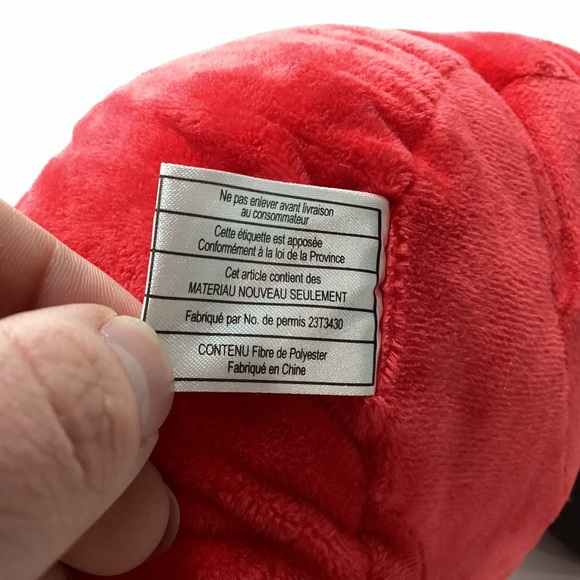 Ne pas enlever avant livraison
au consommateur
Cette étiquette est apposée
Conformément à la loi de la Province
Cet article contient des
MATERIAU NOUVEAU SEULEMENT
Fabriqué par No. de permis 23T3430
CONTENU Fibre de Polyester
Fabriqué en Chine